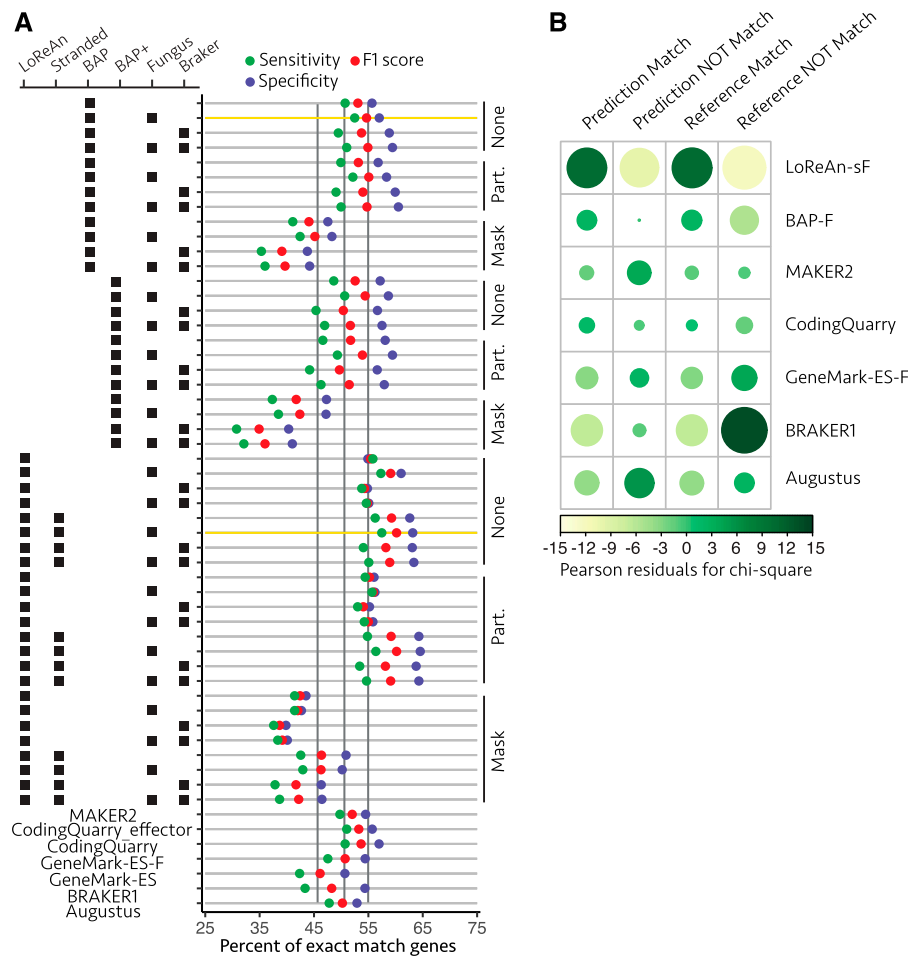 A
LoReAn
Stranded
BAP
BAP+
Fungus
Braker
Sensitivity
F1 score
Specificity
None
Part.
Mask
None
Part.
Mask
None
Part.
Mask
MAKER2
CodingQuarry_effector
CodingQuarry
GeneMark-ES-F
GeneMark-ES
BRAKER1
Augustus
25 35 45 55 65 75
Percent of exact match genes
B
Prediction Match
Prediction NOT Match
Reference Match
Reference NOT Match
LoReAn-sF
BAP-F
MAKER2
CodingQuarry
GeneMark-ES-F
BRAKER1
Augustus
-15 -12 -9 -6 -3 0 3 6 9 12 15
Pearson residuals for chi-square